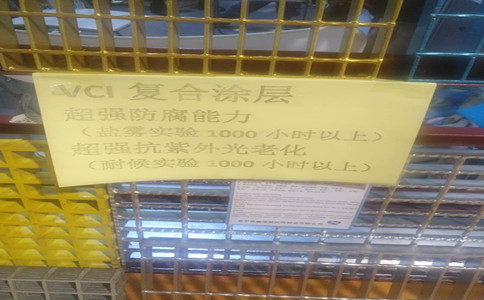 VCI 复合涂层
超强防腐能力
（盐雾实验 1000 小时以上）
超强抗紫外光老化
（耐候实验 1000 小时以上）